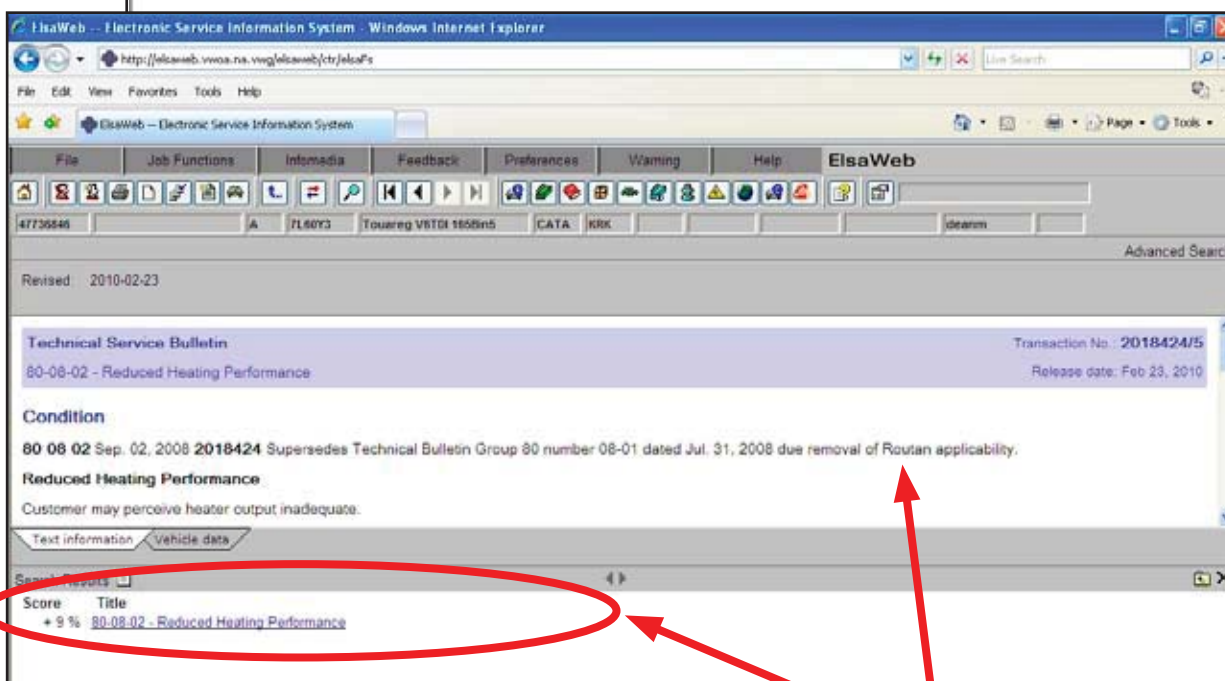 ElsaWeb -- Electronic Service Information System - Windows Internet Explorer
http://elsaweb.vwoa.na.vwg/elsaweb/ctr/elsaFs
Live Search
File Edit View Favorites Tools Help
ElsaWeb -- Electronic Service Information System
Page Tools
File Job Functions Infomedia Feedback Preferences Warning Help ElsaWeb
47736846 A 7L60Y3 Touareg V6TDI 165Bin5 CATA KRK deanm
Advanced Searc
Revised: 2010-02-23
Technical Service Bulletin Transaction No.: 2018424/5
80-08-02 - Reduced Heating Performance Release date: Feb 23, 2010
Condition
80 08 02 Sep. 02, 2008 2018424 Supersedes Technical Bulletin Group 80 number 08-01 dated Jul. 31, 2008 due removal of Routan applicability.
Reduced Heating Performance
Customer may perceive heater output inadequate.
Text information Vehicle data
Search Results
Score Title
+ 9 % 80-08-02 - Reduced Heating Performance